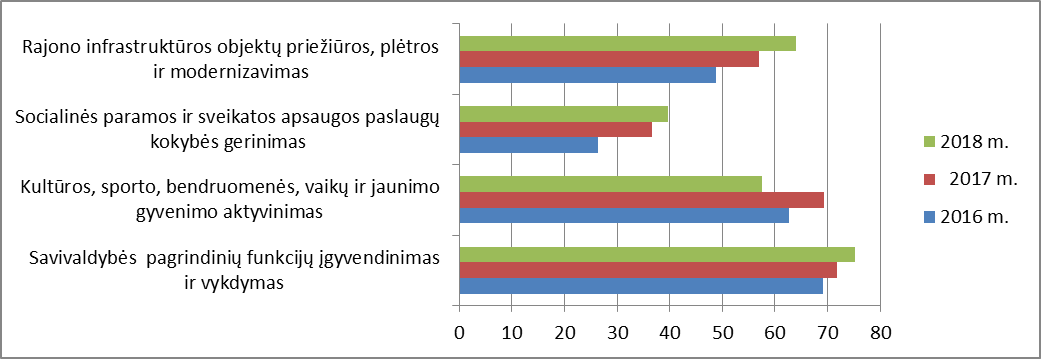 Rajono infrastruktūros objektų priežiūros, plėtros
ir modernizavimas
Socialinės paramos ir sveikatos apsaugos paslaugų
kokybės gerinimas
Kultūros, sporto, bendruomenės, vaikų ir jaunimo
gyvenimo aktyvinimas
Savivaldybės pagrindinių funkcijų įgyvendinimas
ir vykdymas
0 10 20 30 40 50 60 70 80
2018 m.
2017 m.
2016 m.